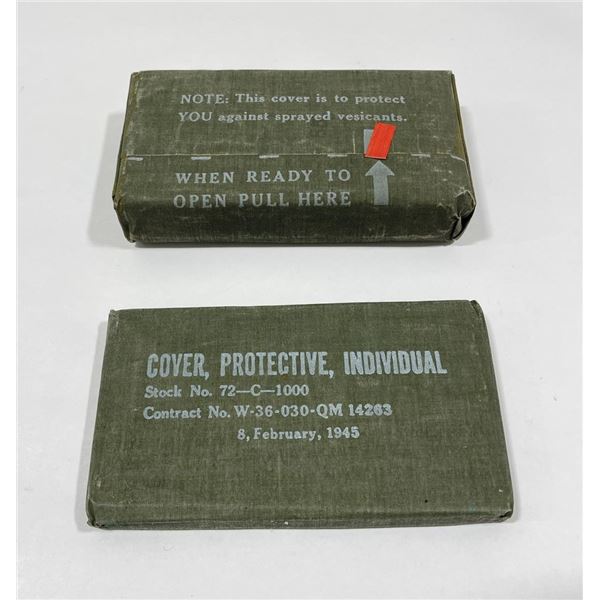 NOTE: This cover is to protect
YOU against sprayed vesicants.
WHEN READY TO
OPEN PULL HERE
COVER, PROTECTIVE, INDIVIDUAL
Stock No. 72—C—1000
Contract No. W-36-030-QM 14263
8, February, 1945